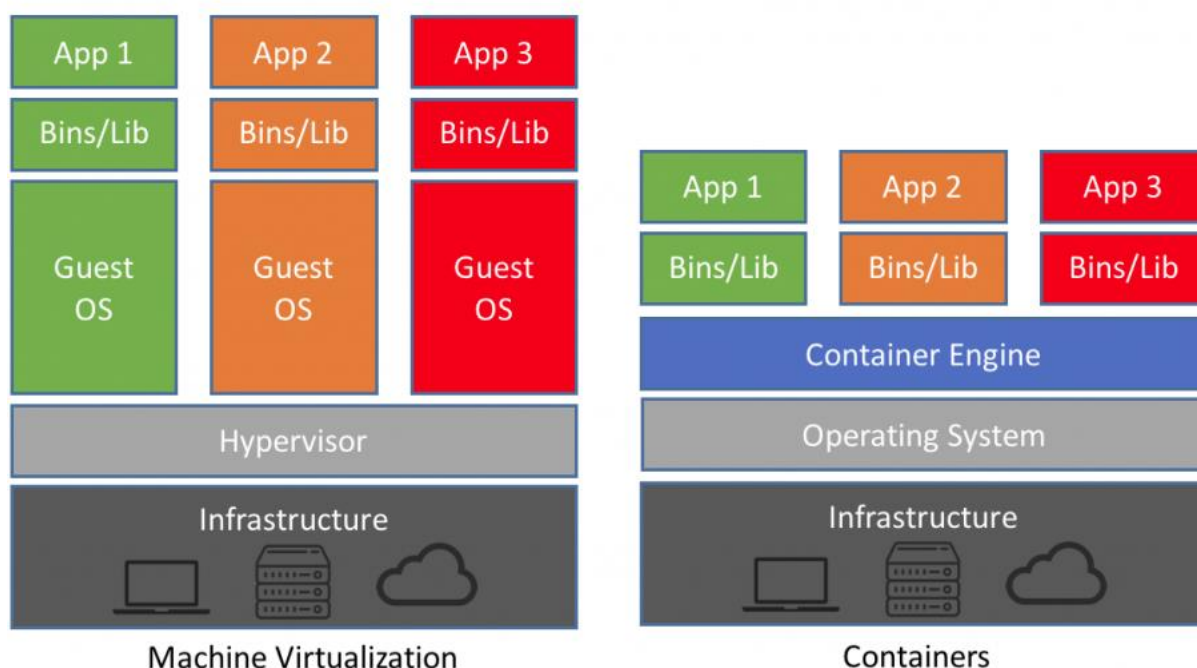 App 1
App 2
App 3
Bins/Lib
Bins/Lib
Bins/Lib
Guest
OS
Guest
OS
Guest
OS
Hypervisor
Infrastructure
Machine Virtualization
App 1
App 2
App 3
Bins/Lib
Bins/Lib
Bins/Lib
Container Engine
Operating System
Infrastructure
Containers